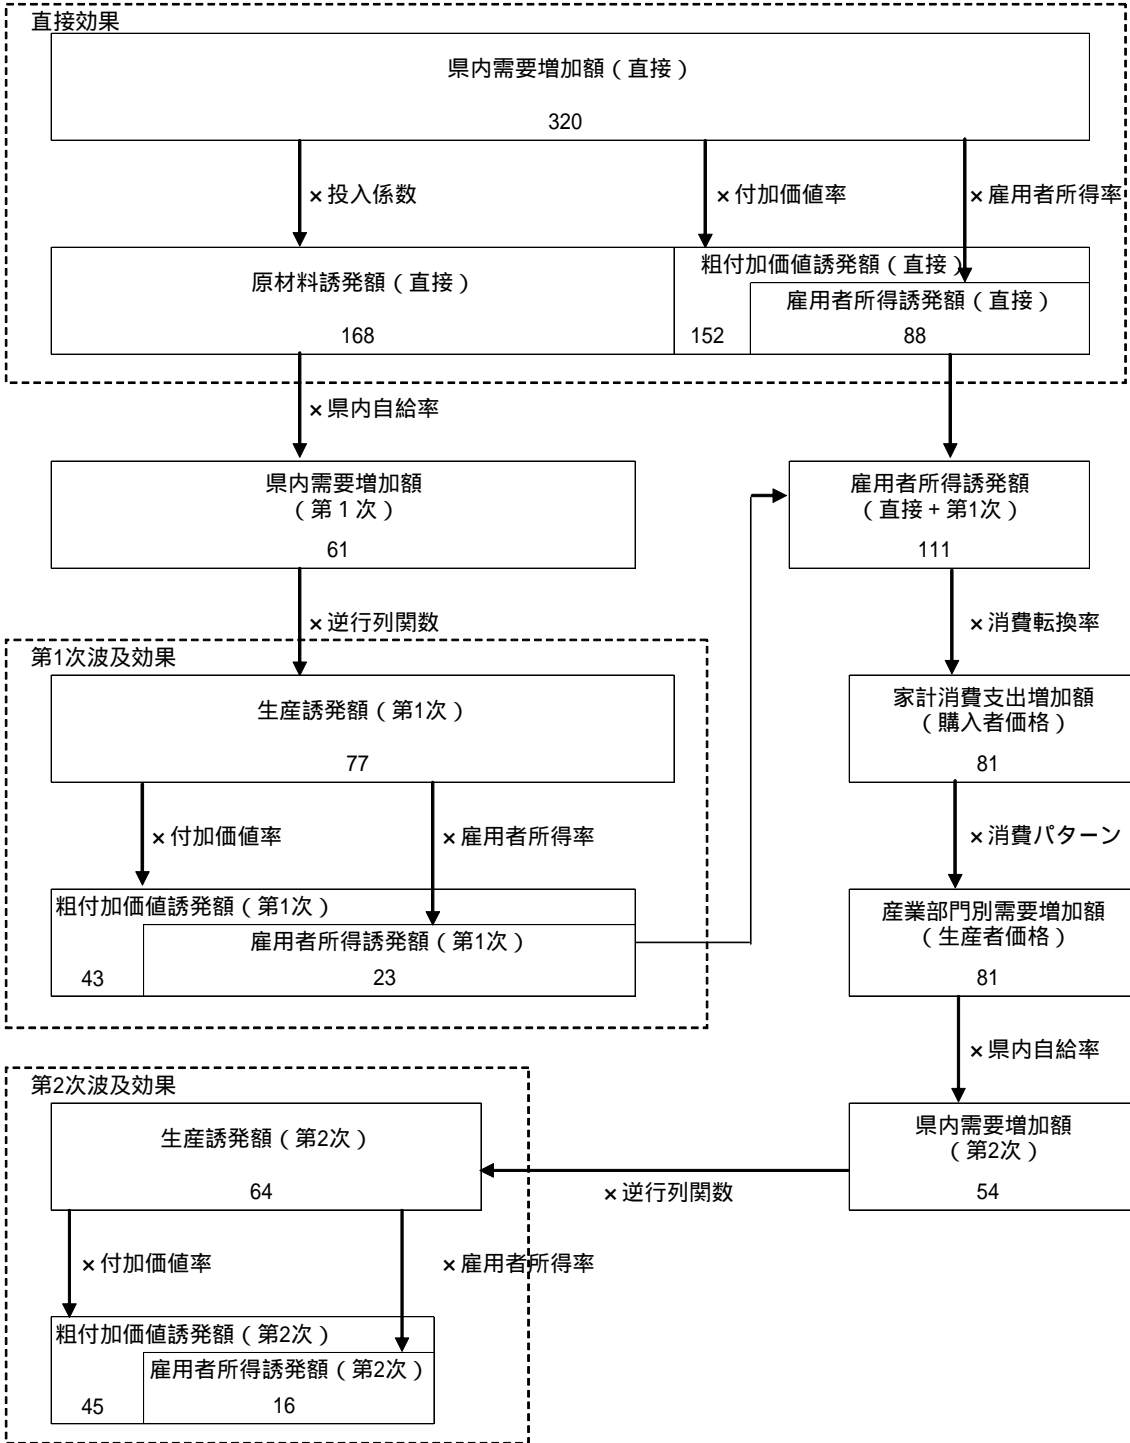 直接効果
県内需要増加額（直接）
320
×投入係数
×付加価値率
×雇用者所得率
原材料誘発額（直接）
168
粗付加価値誘発額（直接）
152
雇用者所得誘発額（直接）
88
×県内自給率
県内需要増加額
（第１次）
61
雇用者所得誘発額
（直接＋第1次）
111
×逆行列関数
×消費転換率
第1次波及効果
生産誘発額（第1次）
77
家計消費支出増加額
（購入者価格）
81
×付加価値率
×雇用者所得率
×消費パターン
粗付加価値誘発額（第1次）
43
雇用者所得誘発額（第1次）
23
産業部門別需要増加額
（生産者価格）
81
×県内自給率
第2次波及効果
生産誘発額（第2次）
64
県内需要増加額
（第2次）
54
×逆行列関数
×付加価値率
×雇用者所得率
粗付加価値誘発額（第2次）
45
雇用者所得誘発額（第2次）
16